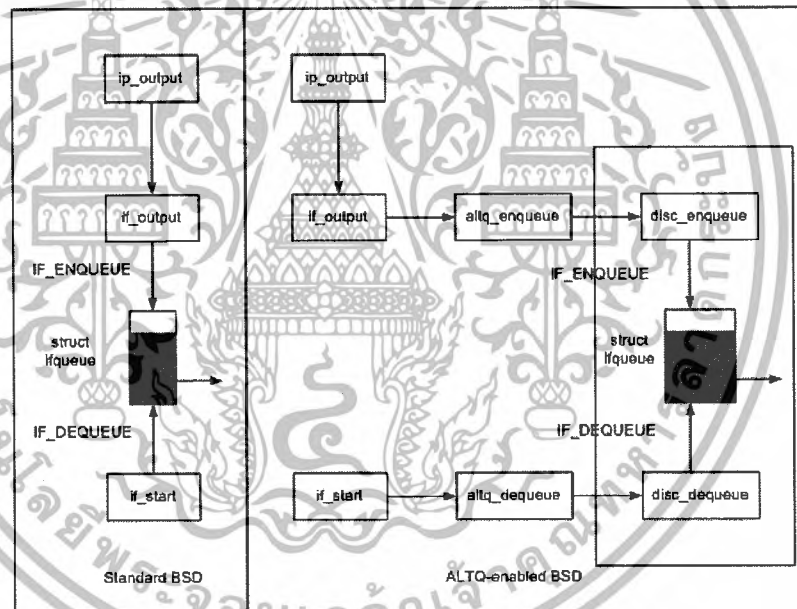 ip_output
if_output
IF_ENQUEUE
struct
ifqueue
IF_DEQUEUE
if_start
Standard BSD
ip_output
if_output
altq_enqueue
disc_enqueue
IF_ENQUEUE
struct
ifqueue
IF_DEQUEUE
if_start
altq_dequeue
disc_dequeue
ALTQ-enabled BSD